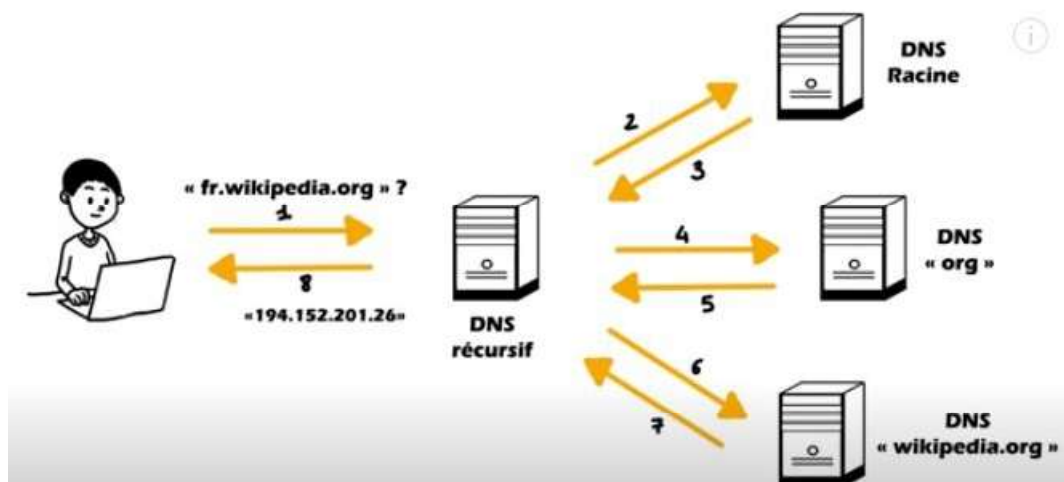 DNS
Racine
2
3
« fr.wikipedia.org » ?
1
8
«194.152.201.26»
DNS
récursif
4
5
DNS
« org »
6
7
DNS
« wikipedia.org »